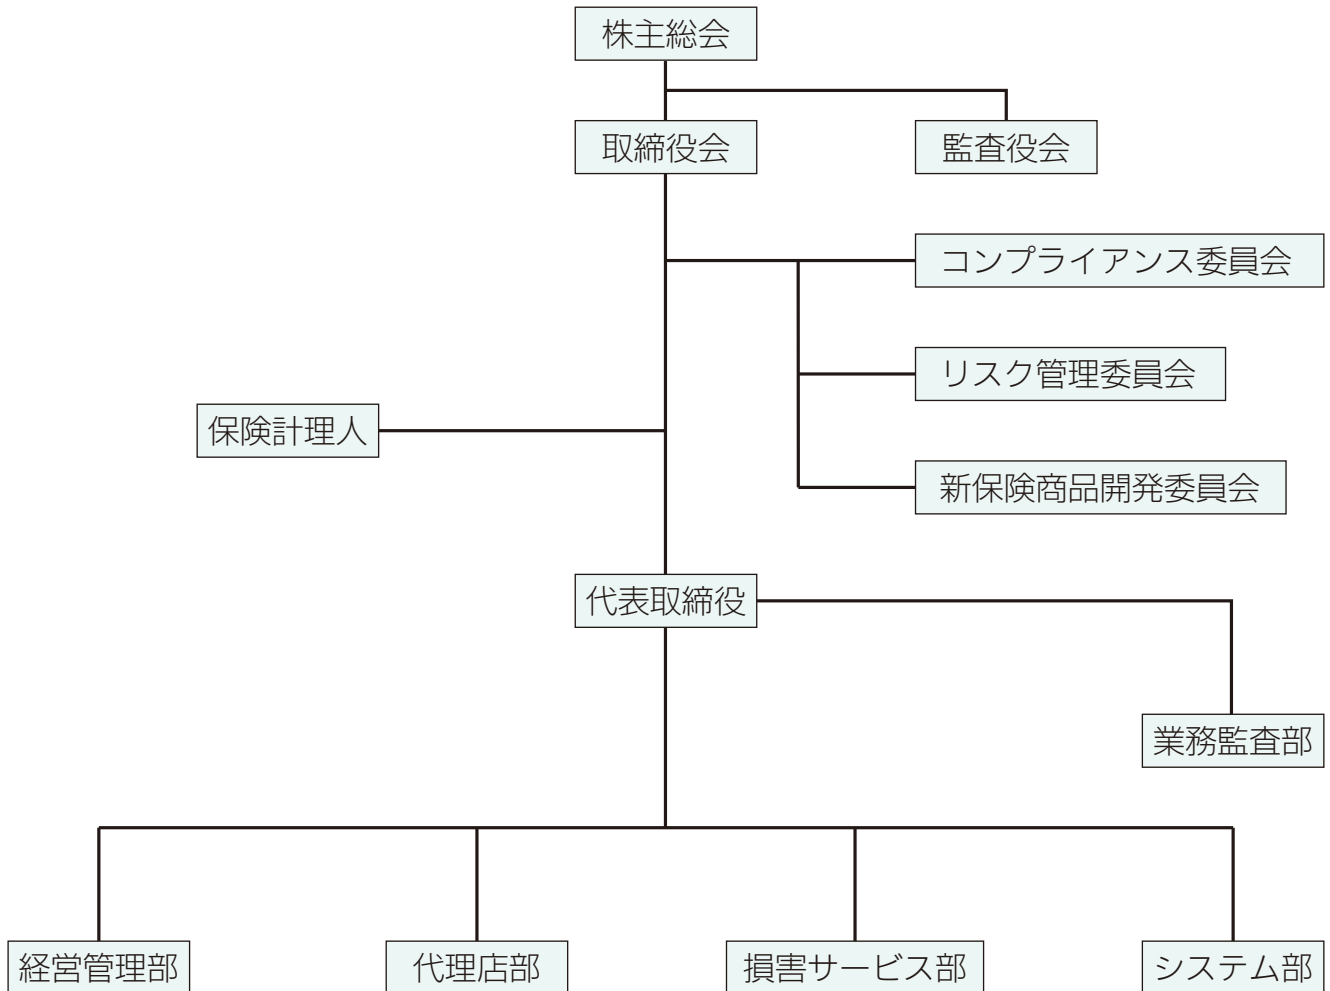 株主総会
取締役会
監査役会
コンプライアンス委員会
リスク管理委員会
保険計理人
新保険商品開発委員会
代表取締役
業務監査部
経営管理部
代理店部
損害サービス部
システム部